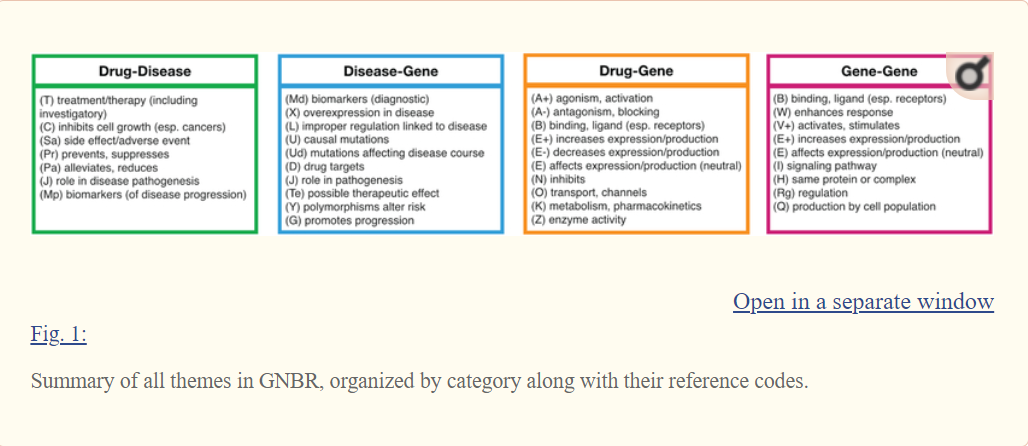 Drug-Disease
(T) treatment/therapy (including
investigatory)
(C) inhibits cell growth (esp. cancers)
(Sa) side effect/adverse event
(Pr) prevents, suppresses
(Pa) alleviates, reduces
(J) role in disease pathogenesis
(Mp) biomarkers (of disease progression)
Disease-Gene
(Md) biomarkers (diagnostic)
(X) overexpression in disease
(L) improper regulation linked to disease
(U) causal mutations
(Ud) mutations affecting disease course
(D) drug targets
(J) role in pathogenesis
(Te) possible therapeutic effect
(Y) polymorphisms alter risk
(G) promotes progression
Drug-Gene
(A+) agonism, activation
(A-) antagonism, blocking
(B) binding, ligand (esp. receptors)
(E+) increases expression/production
(E-) decreases expression/production
(E) affects expression/production (neutral)
(N) inhibits
(O) transport, channels
(K) metabolism, pharmacokinetics
(Z) enzyme activity
Gene-Gene
(B) binding, ligand (esp. receptors)
(W) enhances response
(V+) activates, stimulates
(E+) increases expression/production
(E) affects expression/production (neutral)
(I) signaling pathway
(H) same protein or complex
(Rg) regulation
(Q) production by cell population
Open in a separate window
Fig. 1:
Summary of all themes in GNBR, organized by category along with their reference codes.